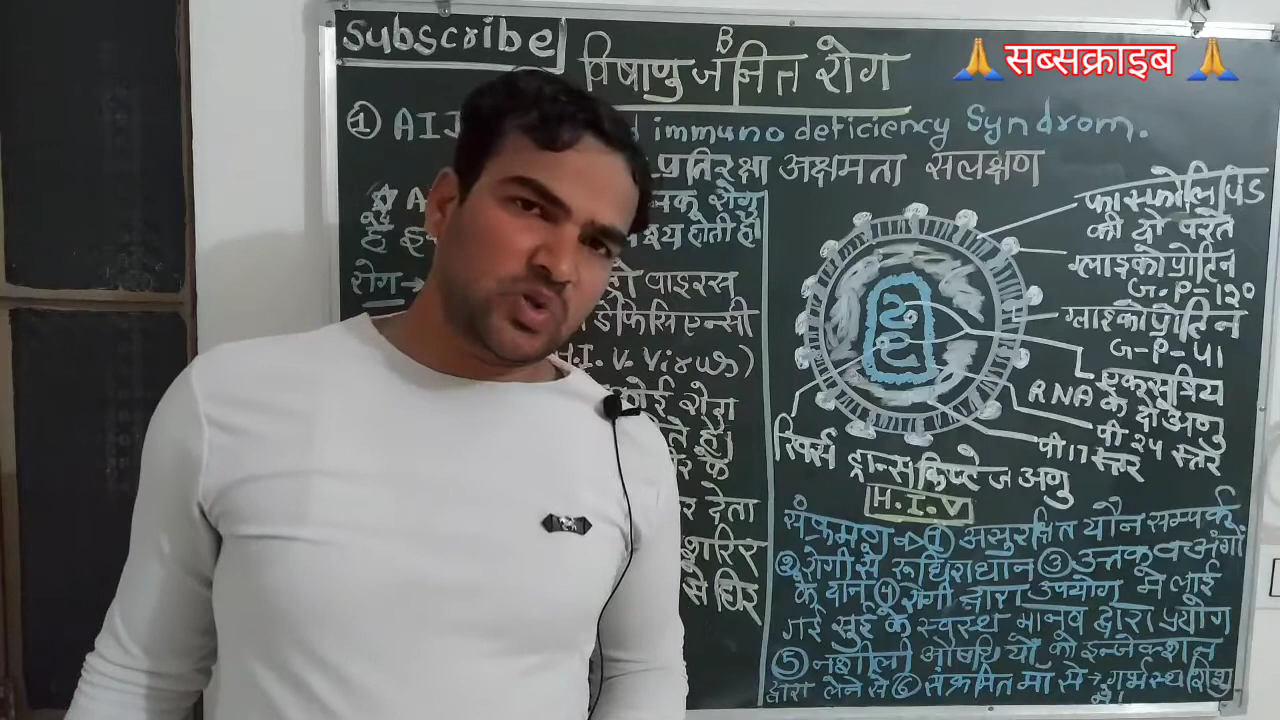 Subscribe
🙏सब्सक्राइब 🙏
B
विषाणु जनित रोग
① AI immuno deficiency Syndrom.
प्रतिरक्षा अक्षमता सलक्षण
A रोग
है होती है।
रोग→ वाइरस
डेफिसिएन्सी
H.I.V. Virus)
कोई रोग
के
देता
शरिर
से घिर
फास्फोलिपिड
की दो परते
ग्लाइकोप्रोटिन
G.P-120
ग्लाइकोप्रोटिन
G-P-41
एकसूत्रिय
RNA के दो अणु
पी 24 स्तर
पी17 स्तर
रिवर्स ट्रान्सक्रिप्टेज अणु
H.I.V
संक्रमण→① असुरक्षित यौन सम्पर्क
② रोगी से रूधिराधान ③ उत्तक व अंगों
के दान ④ रोगी द्वारा उपयोग मे लाई
गई सुई के स्वस्थ मानव द्वारा प्रयोग
⑤ नशीली औषधियों को इन्जेक्शन
द्वारा लेने से ⑥ संक्रमित माँ से → गर्भस्थ शिशु
में।